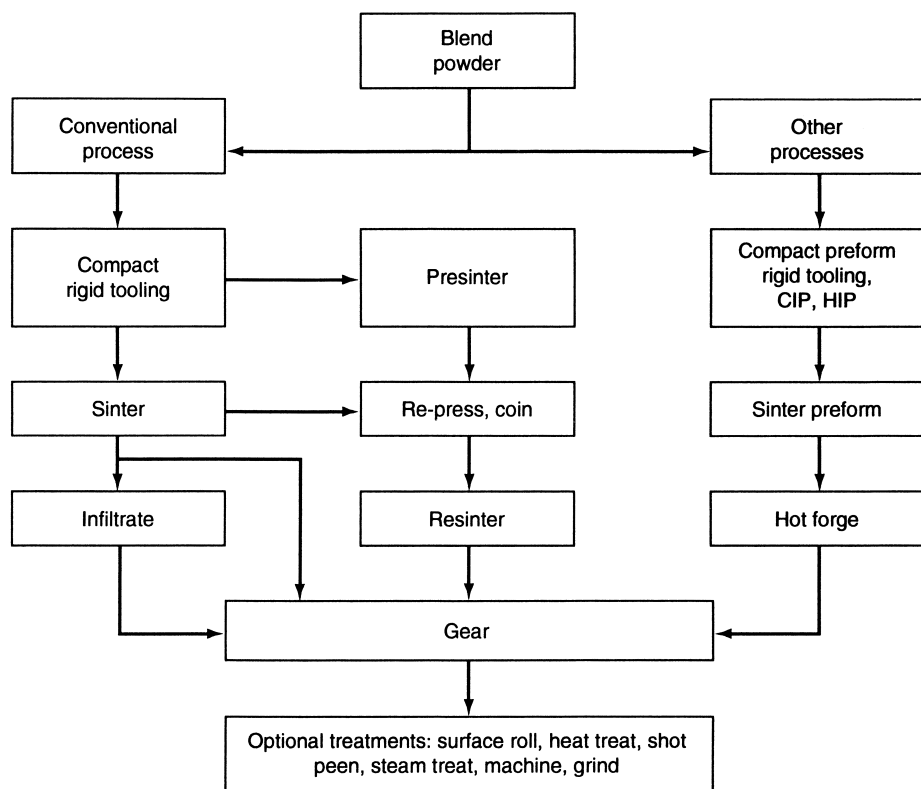 Blend
powder
Conventional
process
Other
processes
Compact
rigid tooling
Presinter
Compact preform
rigid tooling,
CIP, HIP
Sinter
Re-press, coin
Sinter preform
Infiltrate
Resinter
Hot forge
Gear
Optional treatments: surface roll, heat treat, shot
peen, steam treat, machine, grind